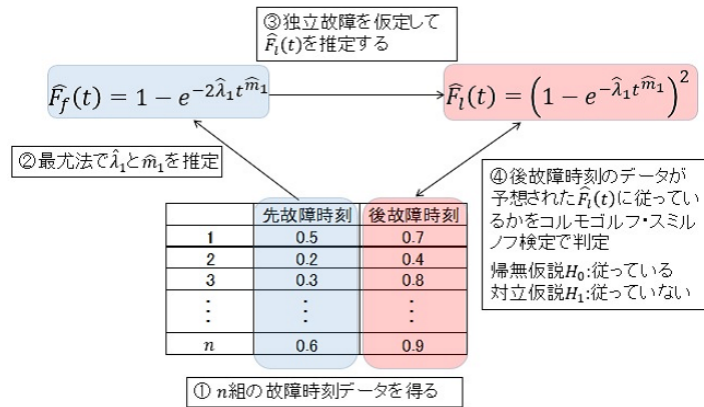 ③独立故障を仮定して
F̂_l(t)を推定する
F̂_f(t) = 1 − e^{−2λ̂_1 t^{m̂_1}}
F̂_l(t) = (1 − e^{−λ̂_1 t^{m̂_1}})^2
②最尤法でλ̂_1とm̂_1を推定
④後故障時刻のデータが
予想されたF̂_l(t)に従ってい
るかをコルモゴルフ・スミル
ノフ検定で判定
帰無仮説H_0:従っている
対立仮説H_1:従っていない
先故障時刻 後故障時刻
1 0.5 0.7
2 0.2 0.4
3 0.3 0.8
⋮ ⋮ ⋮
n 0.6 0.9
① n組の故障時刻データを得る